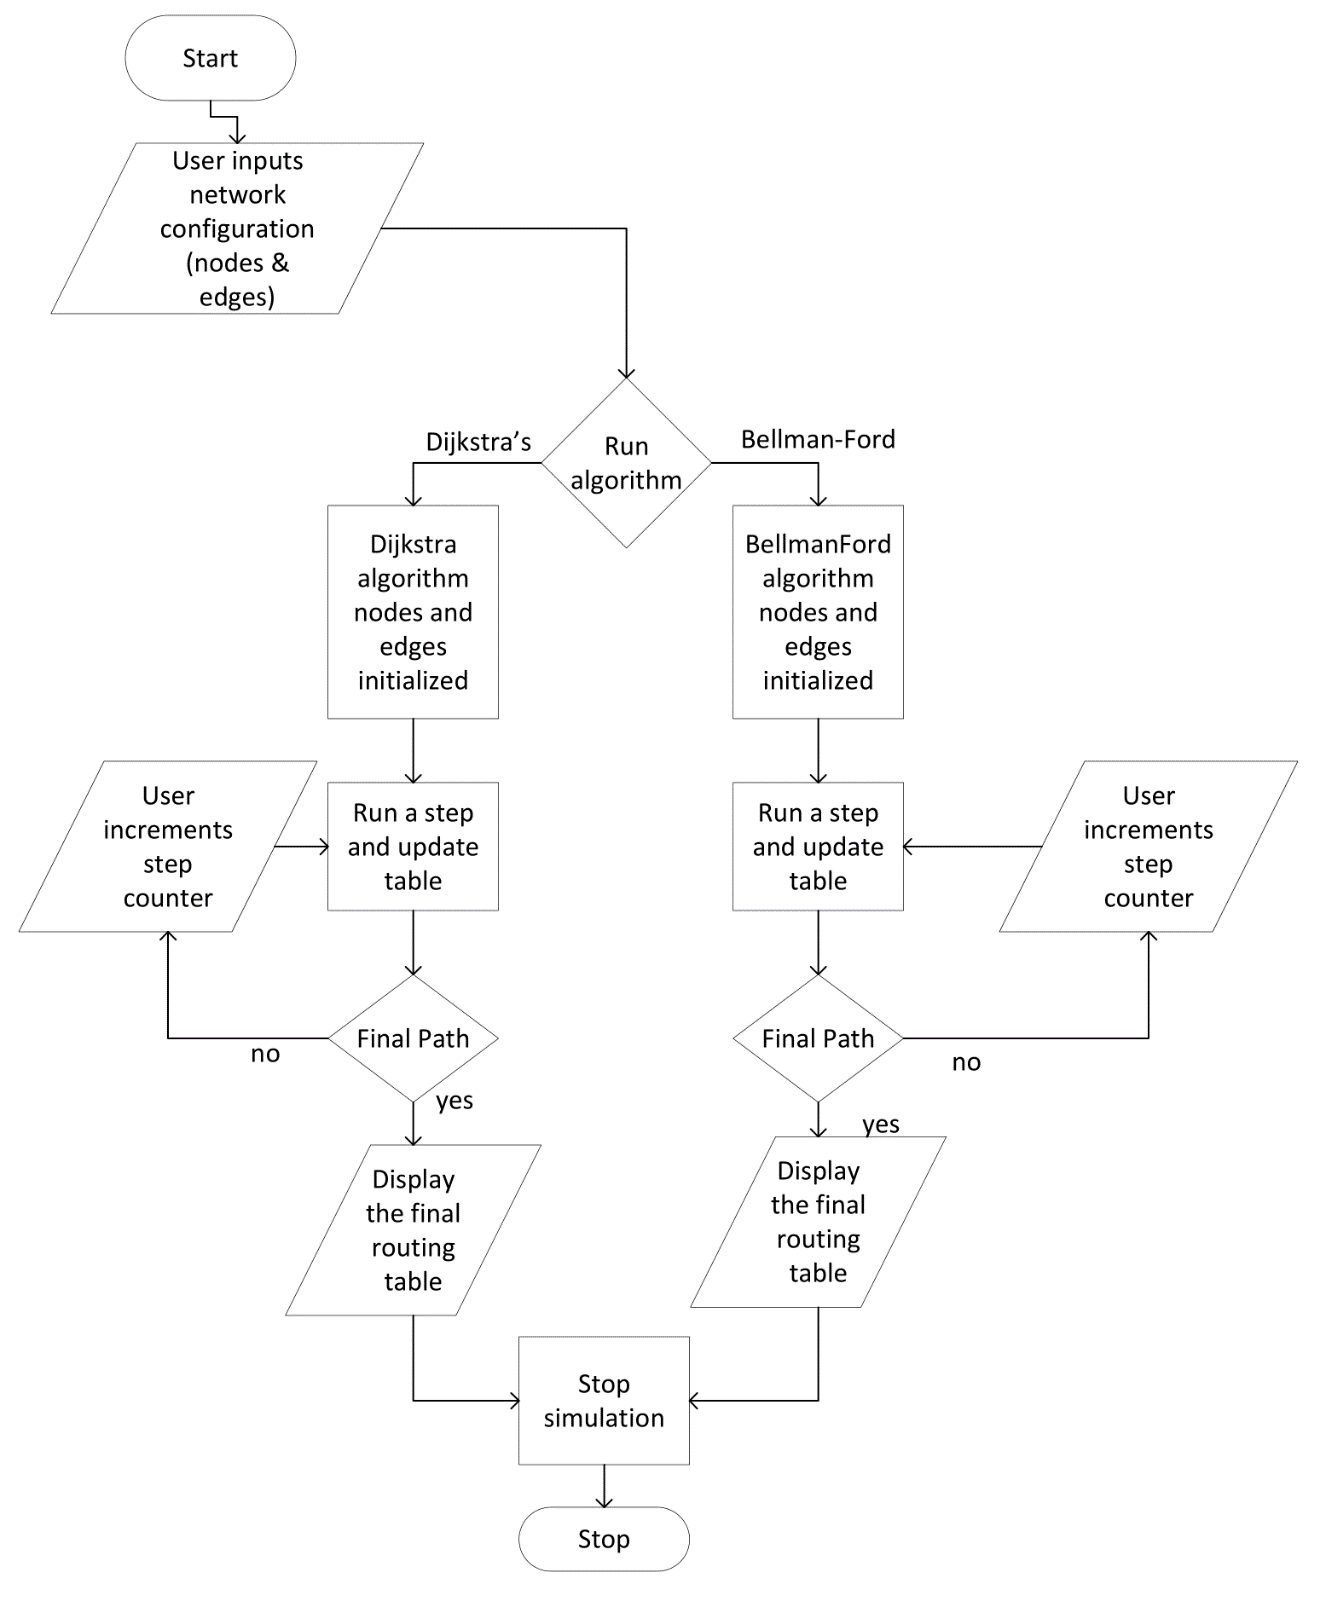 Start
User inputs
network
configuration
(nodes &
edges)
Run
algorithm
Dijkstra’s
Bellman-Ford
Dijkstra
algorithm
nodes and
edges
initialized
BellmanFord
algorithm
nodes and
edges
initialized
User
increments
step
counter
Run a step
and update
table
Run a step
and update
table
User
increments
step
counter
Final Path
no
yes
Final Path
no
yes
Display
the final
routing
table
Display
the final
routing
table
Stop
simulation
Stop